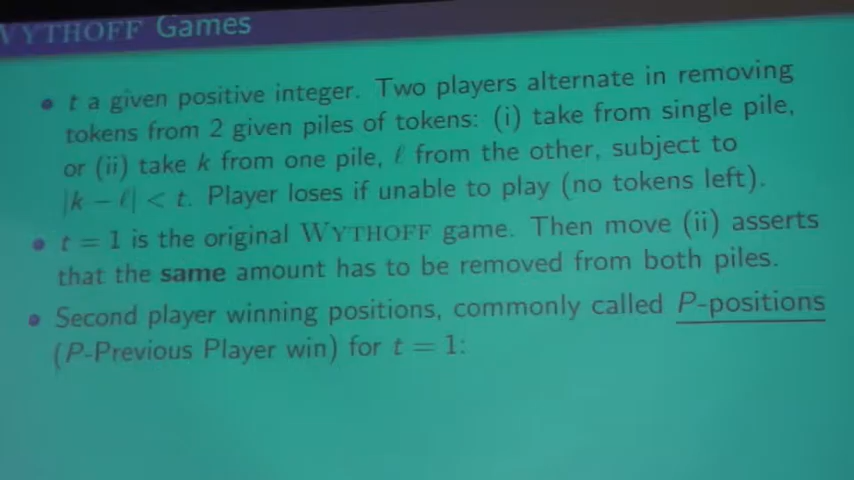 WYTHOFF Games
• t a given positive integer. Two players alternate in removing
tokens from 2 given piles of tokens: (i) take from single pile,
or (ii) take k from one pile, ℓ from the other, subject to
|k − ℓ| < t. Player loses if unable to play (no tokens left).
• t = 1 is the original WYTHOFF game. Then move (ii) asserts
that the same amount has to be removed from both piles.
• Second player winning positions, commonly called P-positions
(P-Previous Player win) for t = 1: